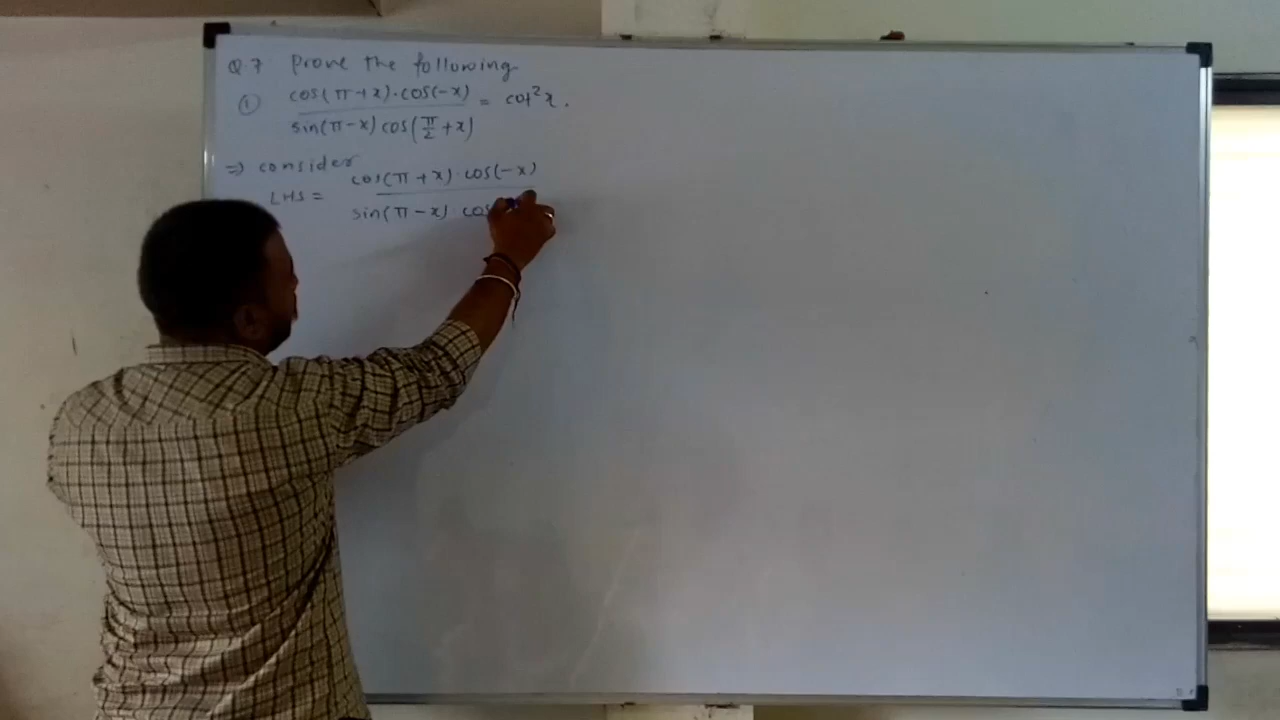 Q.7 Prove the following
① cos(π+x)·cos(-x)
sin(π-x) cos(π/2 +x) = cot²x.
⇒ consider
LHS = cos(π+x)·cos(-x)
sin(π-x) cos